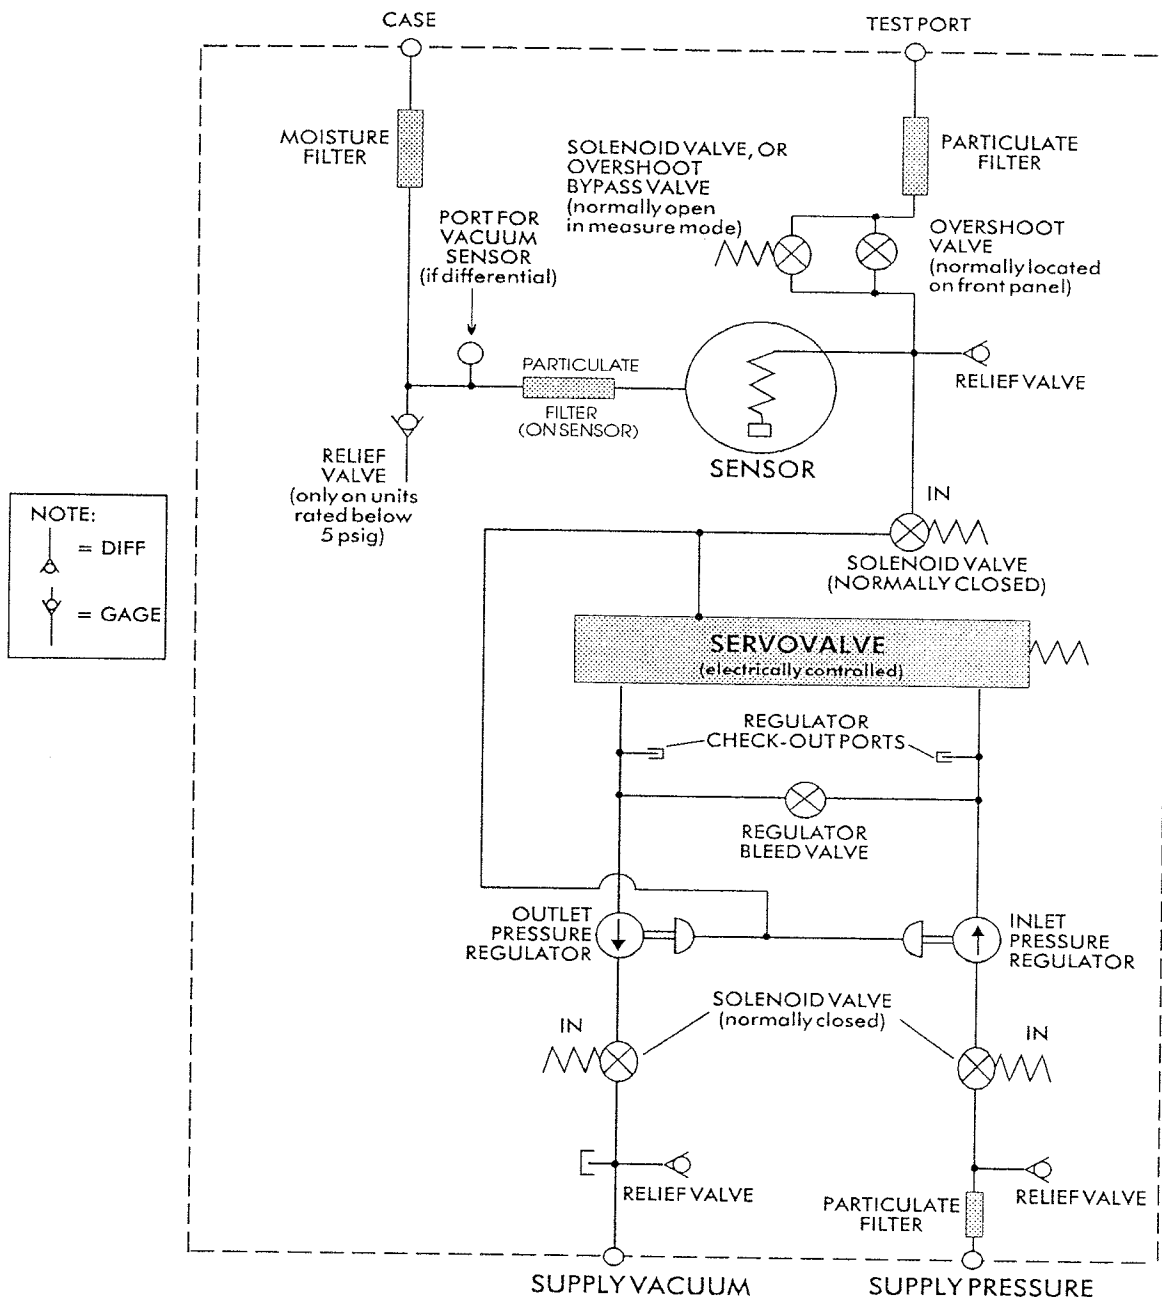 CASE
TEST PORT
MOISTURE
FILTER
SOLENOID VALVE, OR
OVERSHOOT
BYPASS VALVE
(normally open
in measure mode)
PARTICULATE
FILTER
PORT FOR
VACUUM
SENSOR
(if differential)
OVERSHOOT
VALVE
(normally located
on front panel)
PARTICULATE
FILTER
(ON SENSOR)
RELIEF VALVE
SENSOR
RELIEF
VALVE
(only on units
rated below
5 psig)
IN
SOLENOID VALVE
(NORMALLY CLOSED)
NOTE:
= DIFF
= GAGE
SERVOVALVE
(electrically controlled)
REGULATOR
CHECK-OUT PORTS
REGULATOR
BLEED VALVE
OUTLET
PRESSURE
REGULATOR
INLET
PRESSURE
REGULATOR
SOLENOID VALVE
(normally closed)
IN
IN
RELIEF VALVE
PARTICULATE
FILTER
RELIEF VALVE
SUPPLY VACUUM
SUPPLY PRESSURE